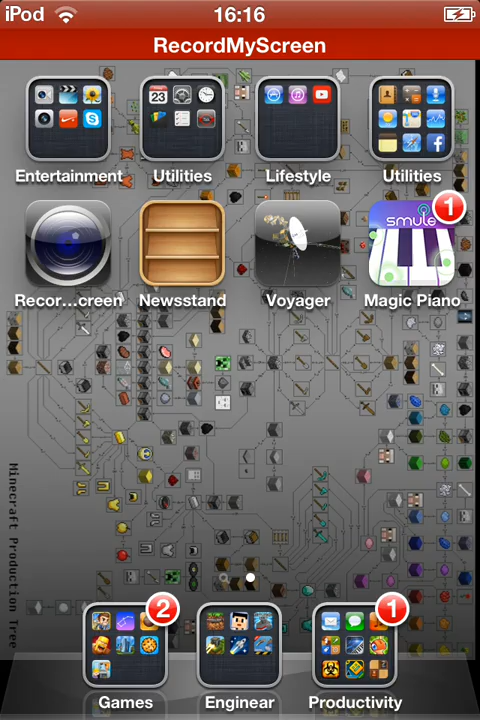 iPod 16:16
RecordMyScreen
23
Entertainment Utilities Lifestyle Utilities
smule 1
Recor...creen Newsstand Voyager Magic Piano
Minecraft Production Tree
2 1
Games Enginear Productivity